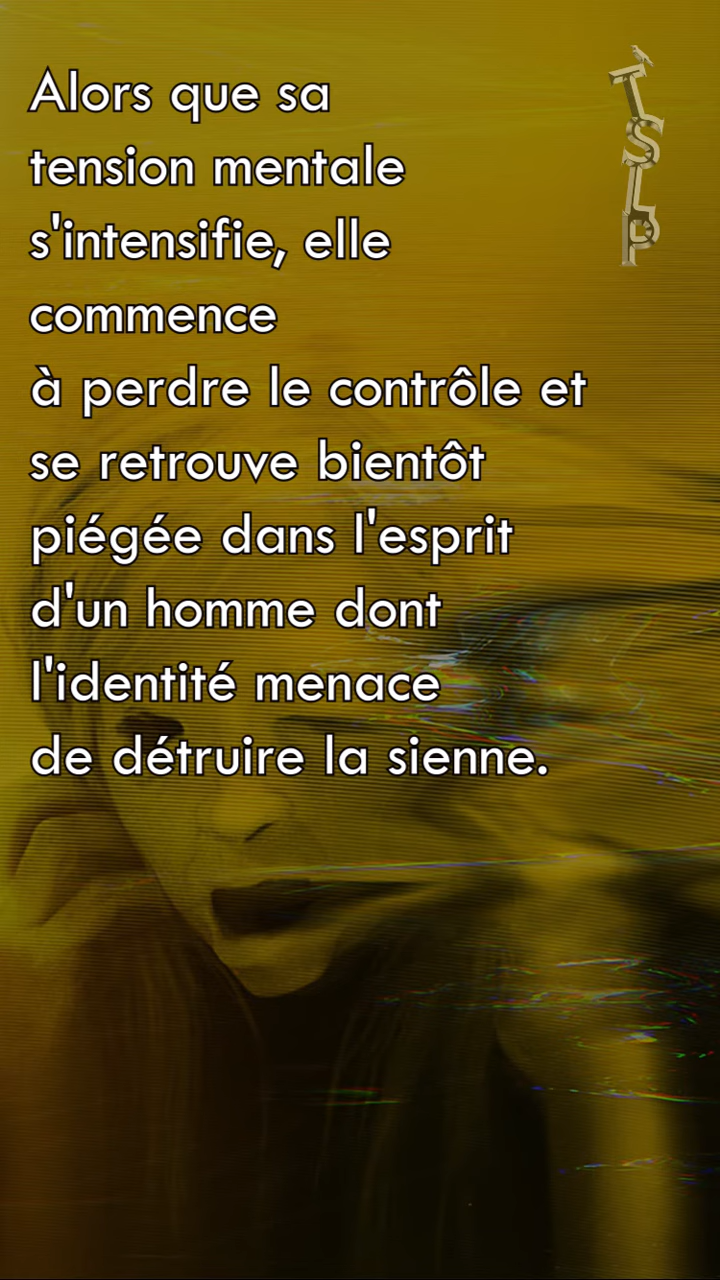 Alors que sa
tension mentale
s'intensifie, elle
commence
à perdre le contrôle et
se retrouve bientôt
piégée dans l'esprit
d'un homme dont
l'identité menace
de détruire la sienne.
TSLP